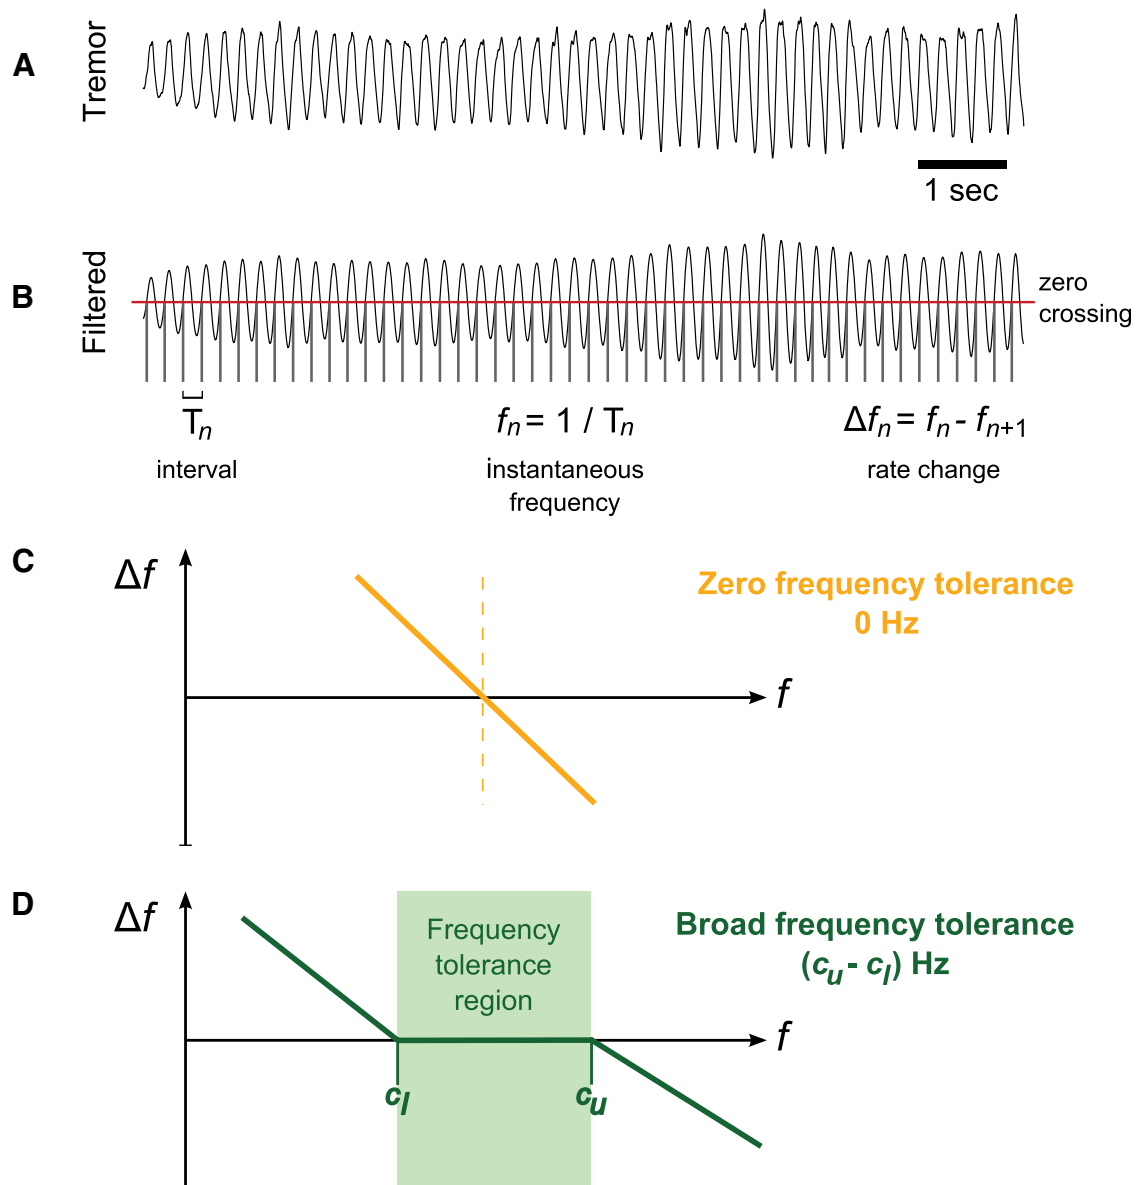 A
Tremor
1 sec
B
Filtered
zero
crossing
Tn
interval
fn = 1 / Tn
instantaneous
frequency
Δfn = fn - fn+1
rate change
C
Δf
Zero frequency tolerance
0 Hz
f
D
Δf
Frequency
tolerance
region
Broad frequency tolerance
(cu - cl) Hz
f
cl
cu